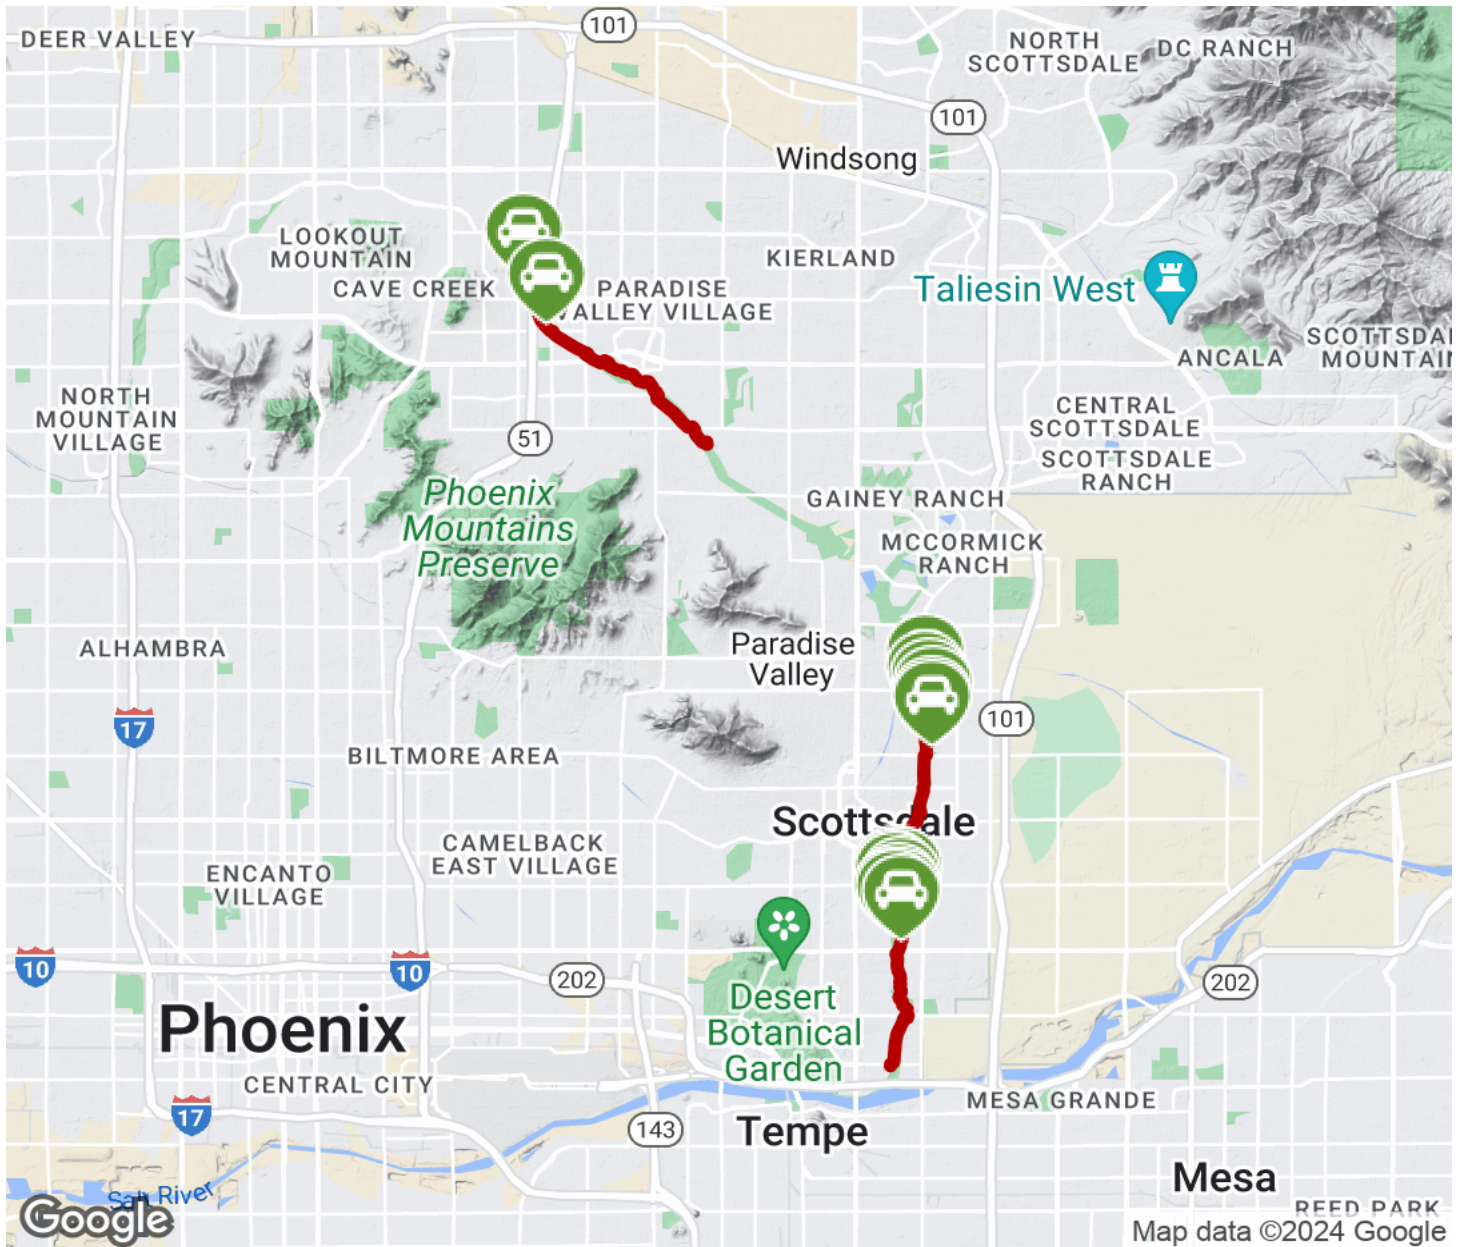 101
DEER VALLEY
NORTH
SCOTTSDALE
DC RANCH
101
Windsong
LOOKOUT
MOUNTAIN
KIERLAND
CAVE CREEK
PARADISE
VALLEY VILLAGE
Taliesin West
ANCALA
SCOTTSDA
MOUNTAIN
NORTH
MOUNTAIN
VILLAGE
51
CENTRAL
SCOTTSDALE
SCOTTSDALE
RANCH
Phoenix
Mountains
Preserve
GAINEY RANCH
MCCORMICK
RANCH
ALHAMBRA
Paradise
Valley
17
101
BILTMORE AREA
Scottsdale
CAMELBACK
EAST VILLAGE
ENCANTO
VILLAGE
10
10
202
202
Desert
Botanical
Garden
Phoenix
CENTRAL CITY
17
MESA GRANDE
143
Tempe
Mesa
Salt River
REED PARK
Google
Map data ©2024 Google